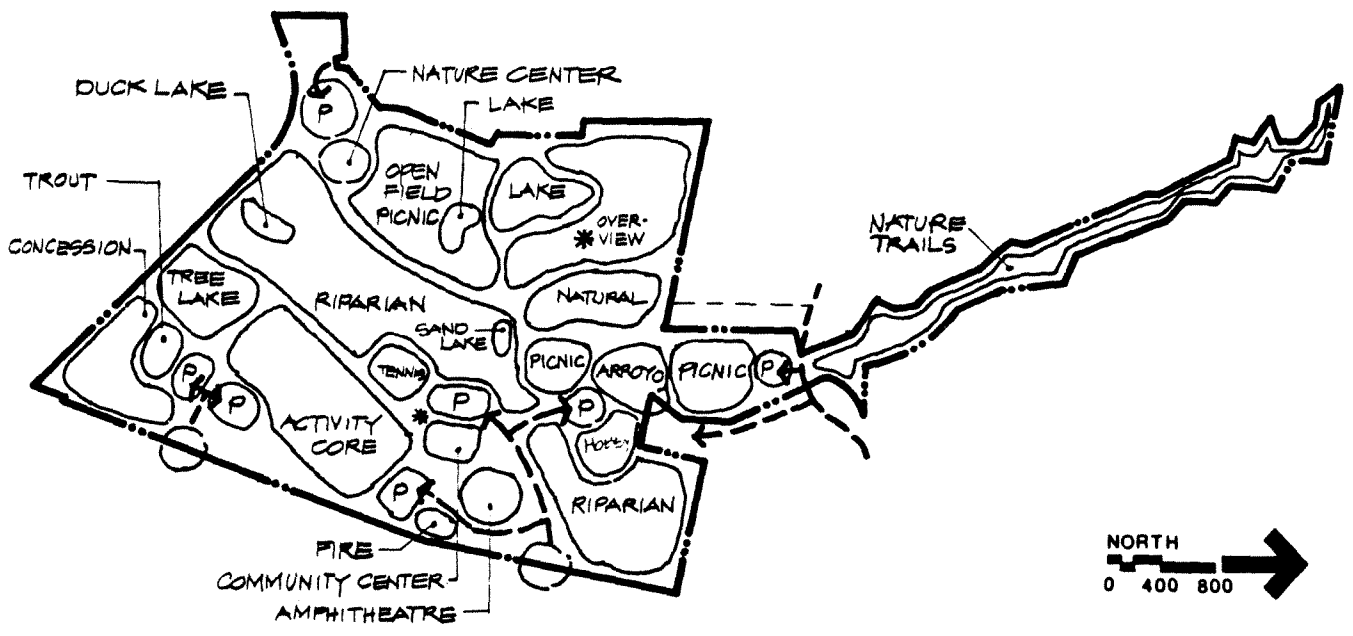 NATURE CENTER
DUCK LAKE
LAKE
P
TROUT
OPEN
FIELD
PICNIC
LAKE
CONCESSION
OVER-
VIEW
NATURE
TRAILS
TREE
LAKE
RIPARIAN
NATURAL
SAND
LAKE
PICNIC
TENNIS
ARROYO
PICNIC
P
P
P
P
P
ACTIVITY
CORE
P
RIPARIAN
FIRE
COMMUNITY CENTER
AMPHITHEATRE
NORTH
0 400 800